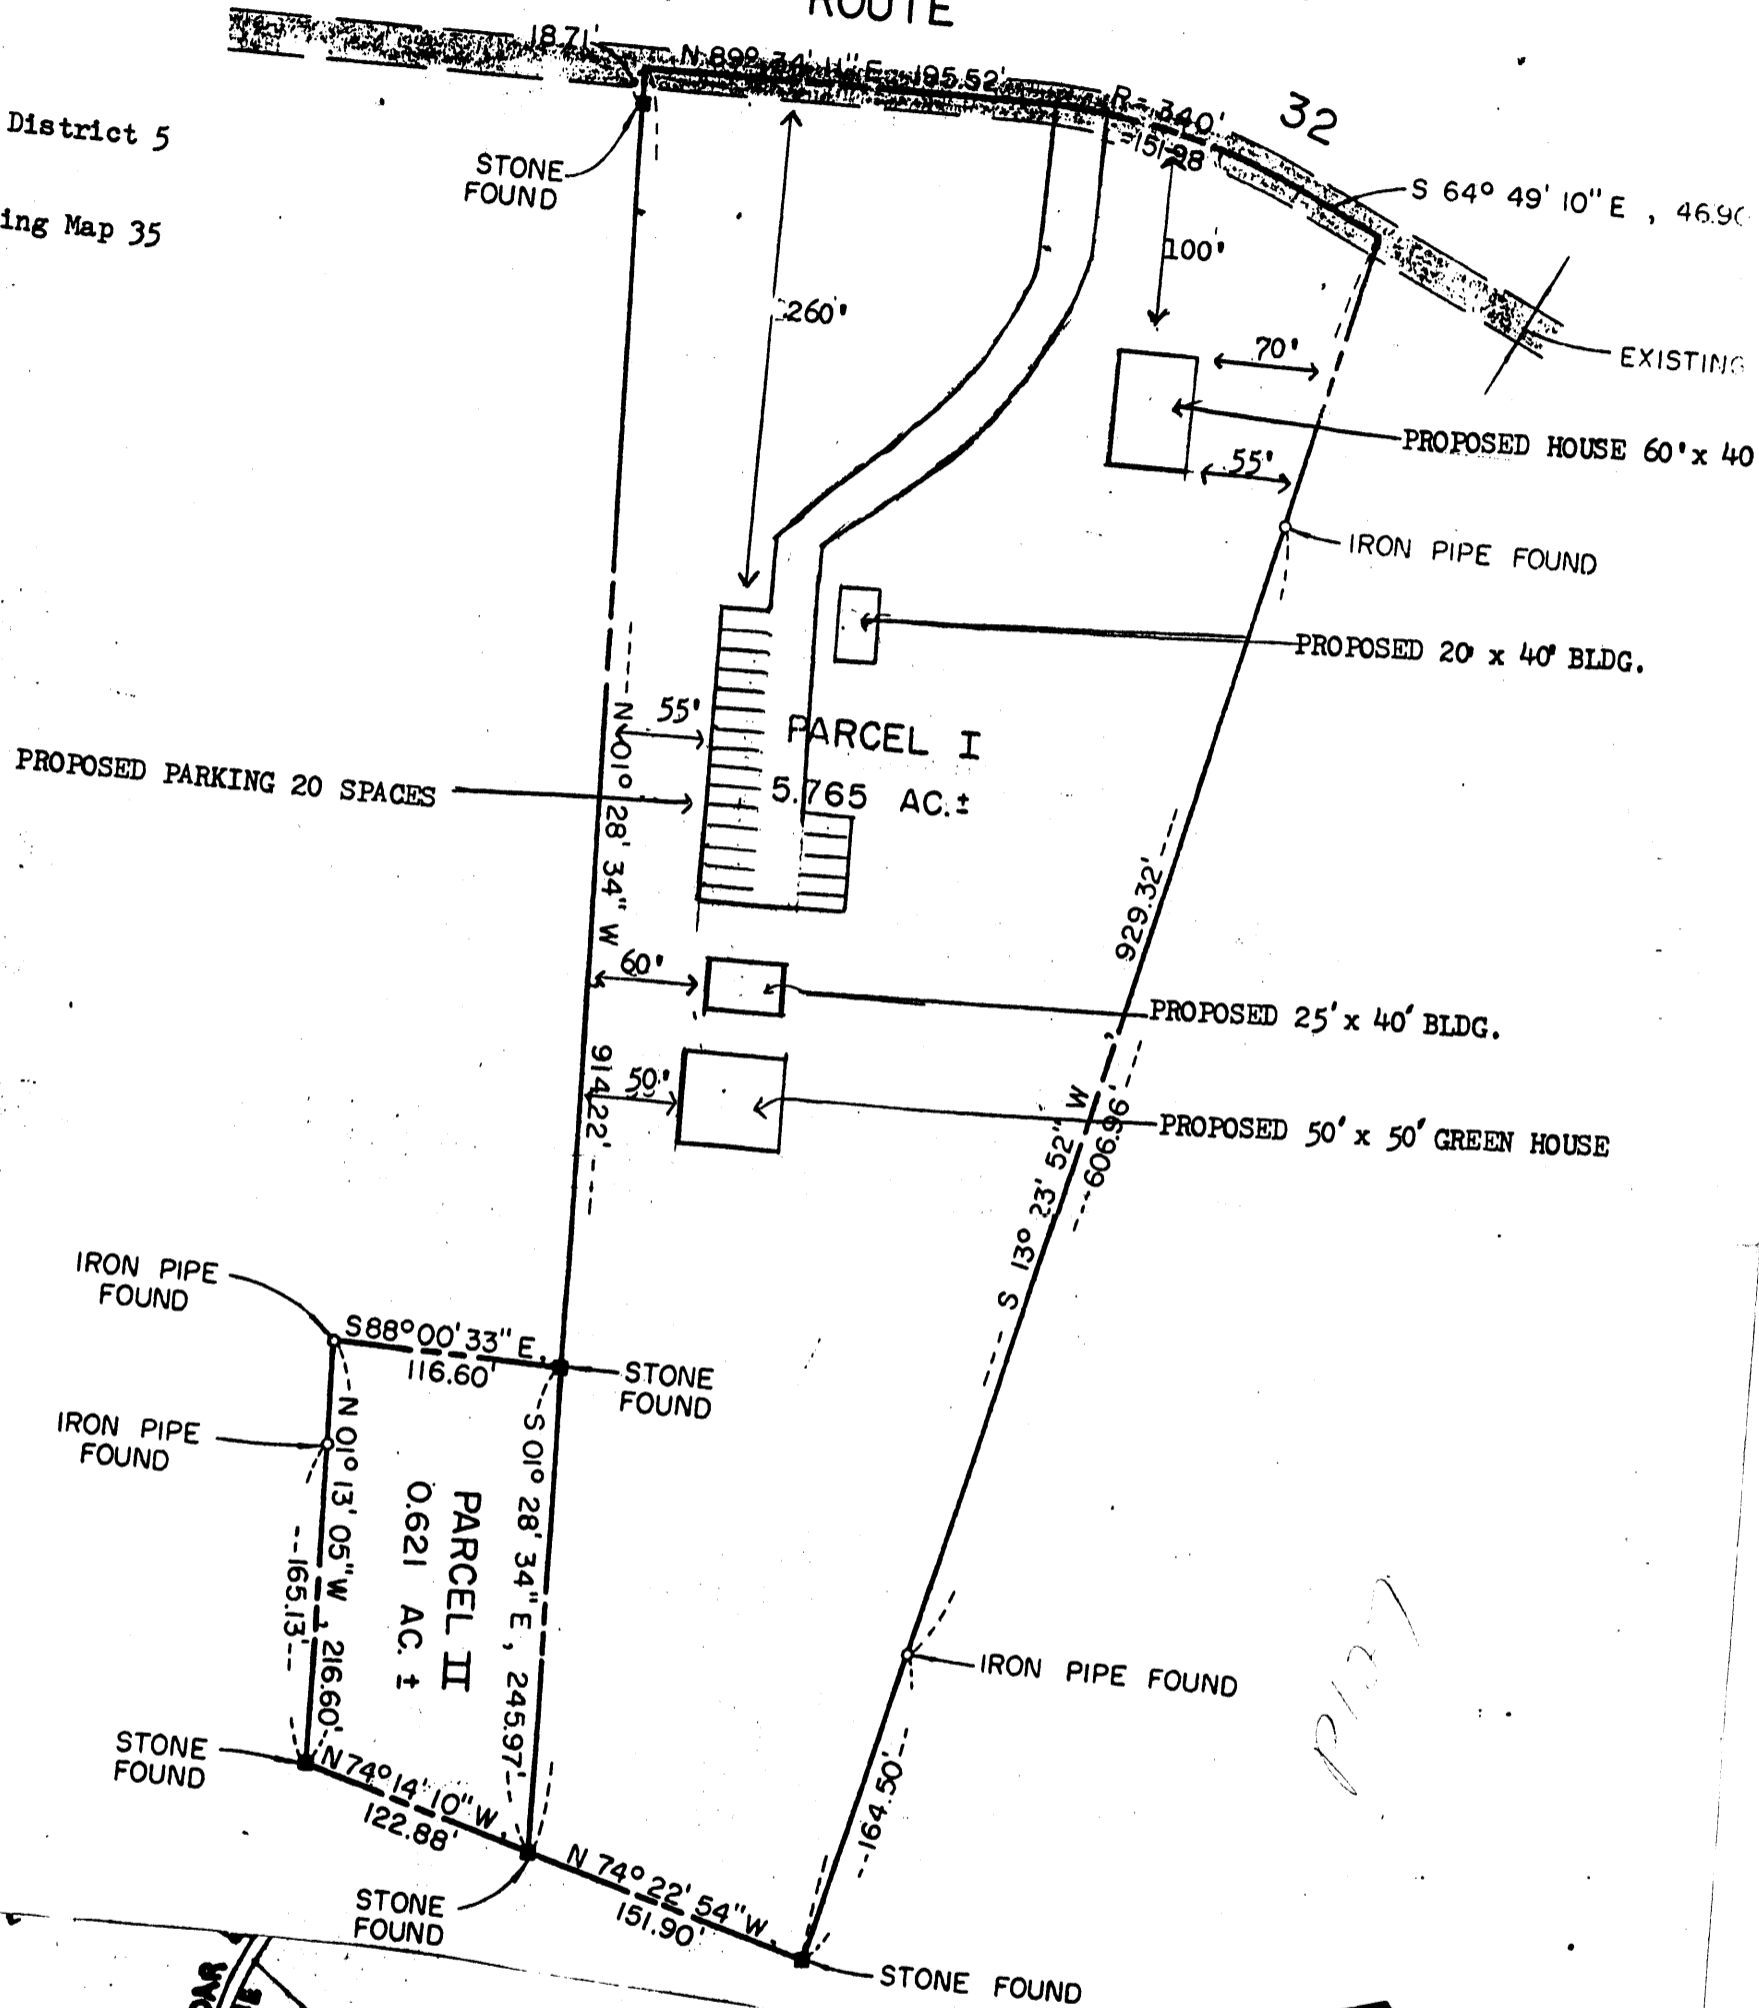 ROUTE
18.71'
N 89° 34' 11" E 195.52'
R = 340'
L = 151.98
32
District 5
STONE
FOUND
S 64° 49' 10" E , 46.90
ing Map 35
100'
260'
70'
EXISTING
PROPOSED HOUSE 60'x 40
55'
IRON PIPE FOUND
PROPOSED 20' x 40' BLDG.
55'
PARCEL I
5.765 AC.±
PROPOSED PARKING 20 SPACES
N 01° 28' 34" W
914.22'
929.32'
60'
PROPOSED 25' x 40' BLDG.
50'
PROPOSED 50' x 50' GREEN HOUSE
S 13° 23' 52" W ,
606.96'
IRON PIPE
FOUND
S 88° 00' 33" E,
116.60'
STONE
FOUND
IRON PIPE
FOUND
N 01° 13' 05" W , 216.60'
165.13'
PARCEL II
0.621 AC. ±
S 01° 28' 34" E , 245.97'
IRON PIPE FOUND
P127
STONE
FOUND
N 74° 14' 10" W,
122.88'
164.50'
STONE
FOUND
N 74° 22' 54" W,
151.90'
STONE FOUND